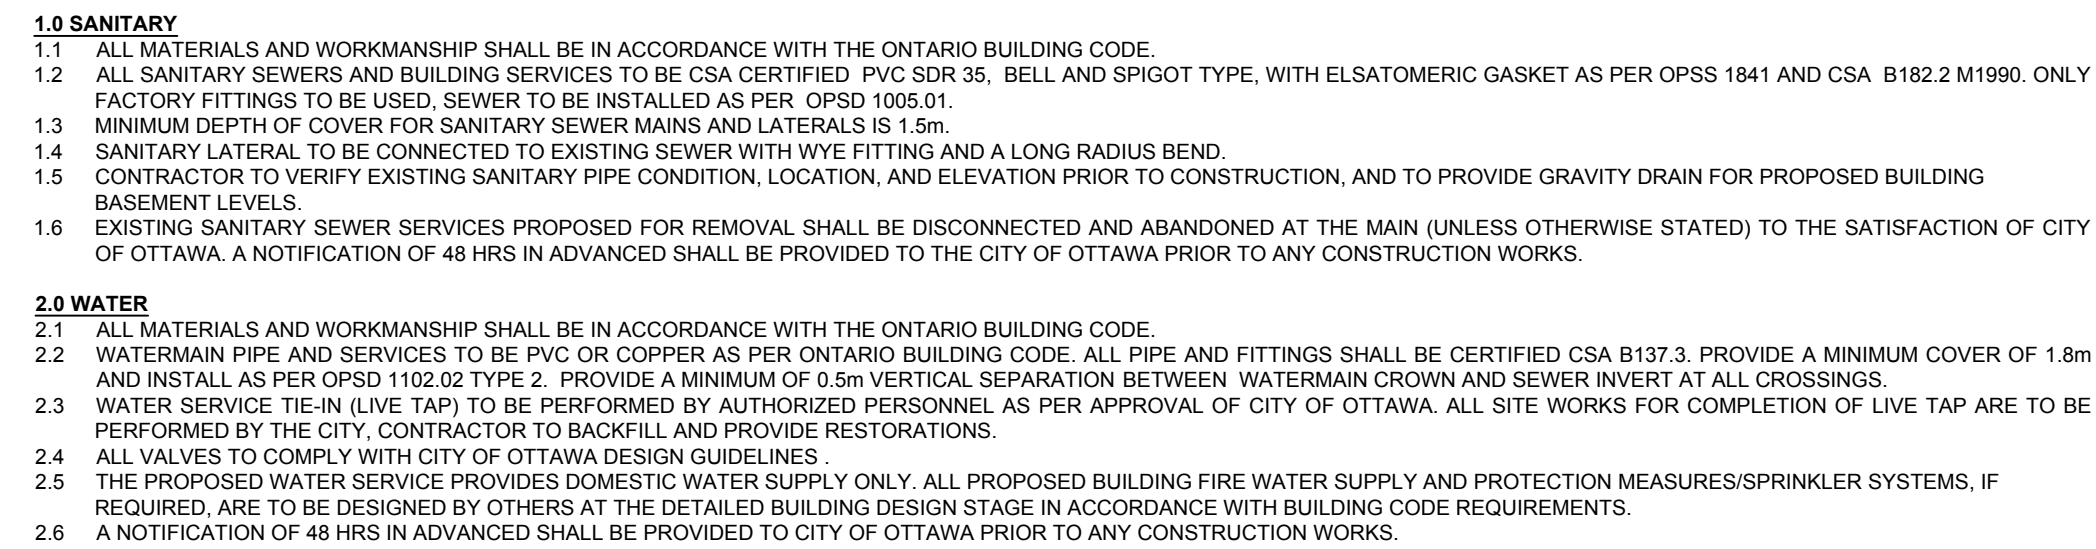 1.0 SANITARY
1.1 ALL MATERIALS AND WORKMANSHIP SHALL BE IN ACCORDANCE WITH THE ONTARIO BUILDING CODE.
1.2 ALL SANITARY SEWERS AND BUILDING SERVICES TO BE CSA CERTIFIED PVC SDR 35, BELL AND SPIGOT TYPE, WITH ELSATOMERIC GASKET AS PER OPSS 1841 AND CSA B182.2 M1990. ONLY
FACTORY FITTINGS TO BE USED, SEWER TO BE INSTALLED AS PER OPSD 1005.01.
1.3 MINIMUM DEPTH OF COVER FOR SANITARY SEWER MAINS AND LATERALS IS 1.5m.
1.4 SANITARY LATERAL TO BE CONNECTED TO EXISTING SEWER WITH WYE FITTING AND A LONG RADIUS BEND.
1.5 CONTRACTOR TO VERIFY EXISTING SANITARY PIPE CONDITION, LOCATION, AND ELEVATION PRIOR TO CONSTRUCTION, AND TO PROVIDE GRAVITY DRAIN FOR PROPOSED BUILDING
BASEMENT LEVELS.
1.6 EXISTING SANITARY SEWER SERVICES PROPOSED FOR REMOVAL SHALL BE DISCONNECTED AND ABANDONED AT THE MAIN (UNLESS OTHERWISE STATED) TO THE SATISFACTION OF CITY
OF OTTAWA. A NOTIFICATION OF 48 HRS IN ADVANCED SHALL BE PROVIDED TO THE CITY OF OTTAWA PRIOR TO ANY CONSTRUCTION WORKS.
2.0 WATER
2.1 ALL MATERIALS AND WORKMANSHIP SHALL BE IN ACCORDANCE WITH THE ONTARIO BUILDING CODE.
2.2 WATERMAIN PIPE AND SERVICES TO BE PVC OR COPPER AS PER ONTARIO BUILDING CODE. ALL PIPE AND FITTINGS SHALL BE CERTIFIED CSA B137.3. PROVIDE A MINIMUM COVER OF 1.8m
AND INSTALL AS PER OPSD 1102.02 TYPE 2. PROVIDE A MINIMUM OF 0.5m VERTICAL SEPARATION BETWEEN WATERMAIN CROWN AND SEWER INVERT AT ALL CROSSINGS.
2.3 WATER SERVICE TIE-IN (LIVE TAP) TO BE PERFORMED BY AUTHORIZED PERSONNEL AS PER APPROVAL OF CITY OF OTTAWA. ALL SITE WORKS FOR COMPLETION OF LIVE TAP ARE TO BE
PERFORMED BY THE CITY, CONTRACTOR TO BACKFILL AND PROVIDE RESTORATIONS.
2.4 ALL VALVES TO COMPLY WITH CITY OF OTTAWA DESIGN GUIDELINES .
2.5 THE PROPOSED WATER SERVICE PROVIDES DOMESTIC WATER SUPPLY ONLY. ALL PROPOSED BUILDING FIRE WATER SUPPLY AND PROTECTION MEASURES/SPRINKLER SYSTEMS, IF
REQUIRED, ARE TO BE DESIGNED BY OTHERS AT THE DETAILED BUILDING DESIGN STAGE IN ACCORDANCE WITH BUILDING CODE REQUIREMENTS.
2.6 A NOTIFICATION OF 48 HRS IN ADVANCED SHALL BE PROVIDED TO CITY OF OTTAWA PRIOR TO ANY CONSTRUCTION WORKS.